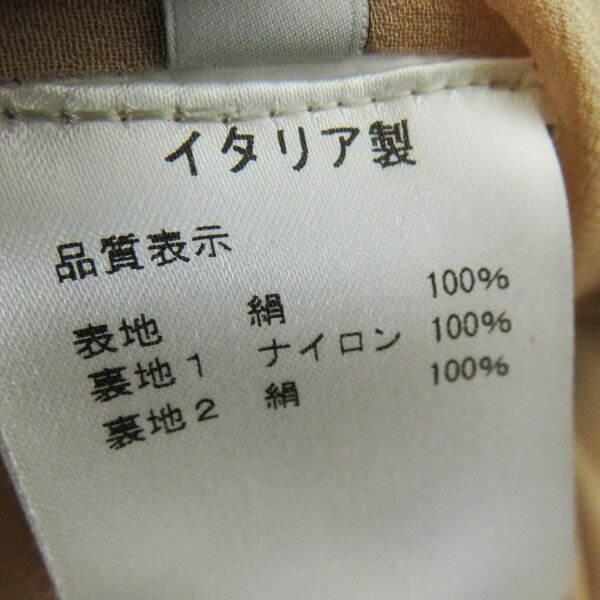 イタリア製
品質表示
表地 絹 100%
裏地1 ナイロン 100%
裏地2 絹 100%